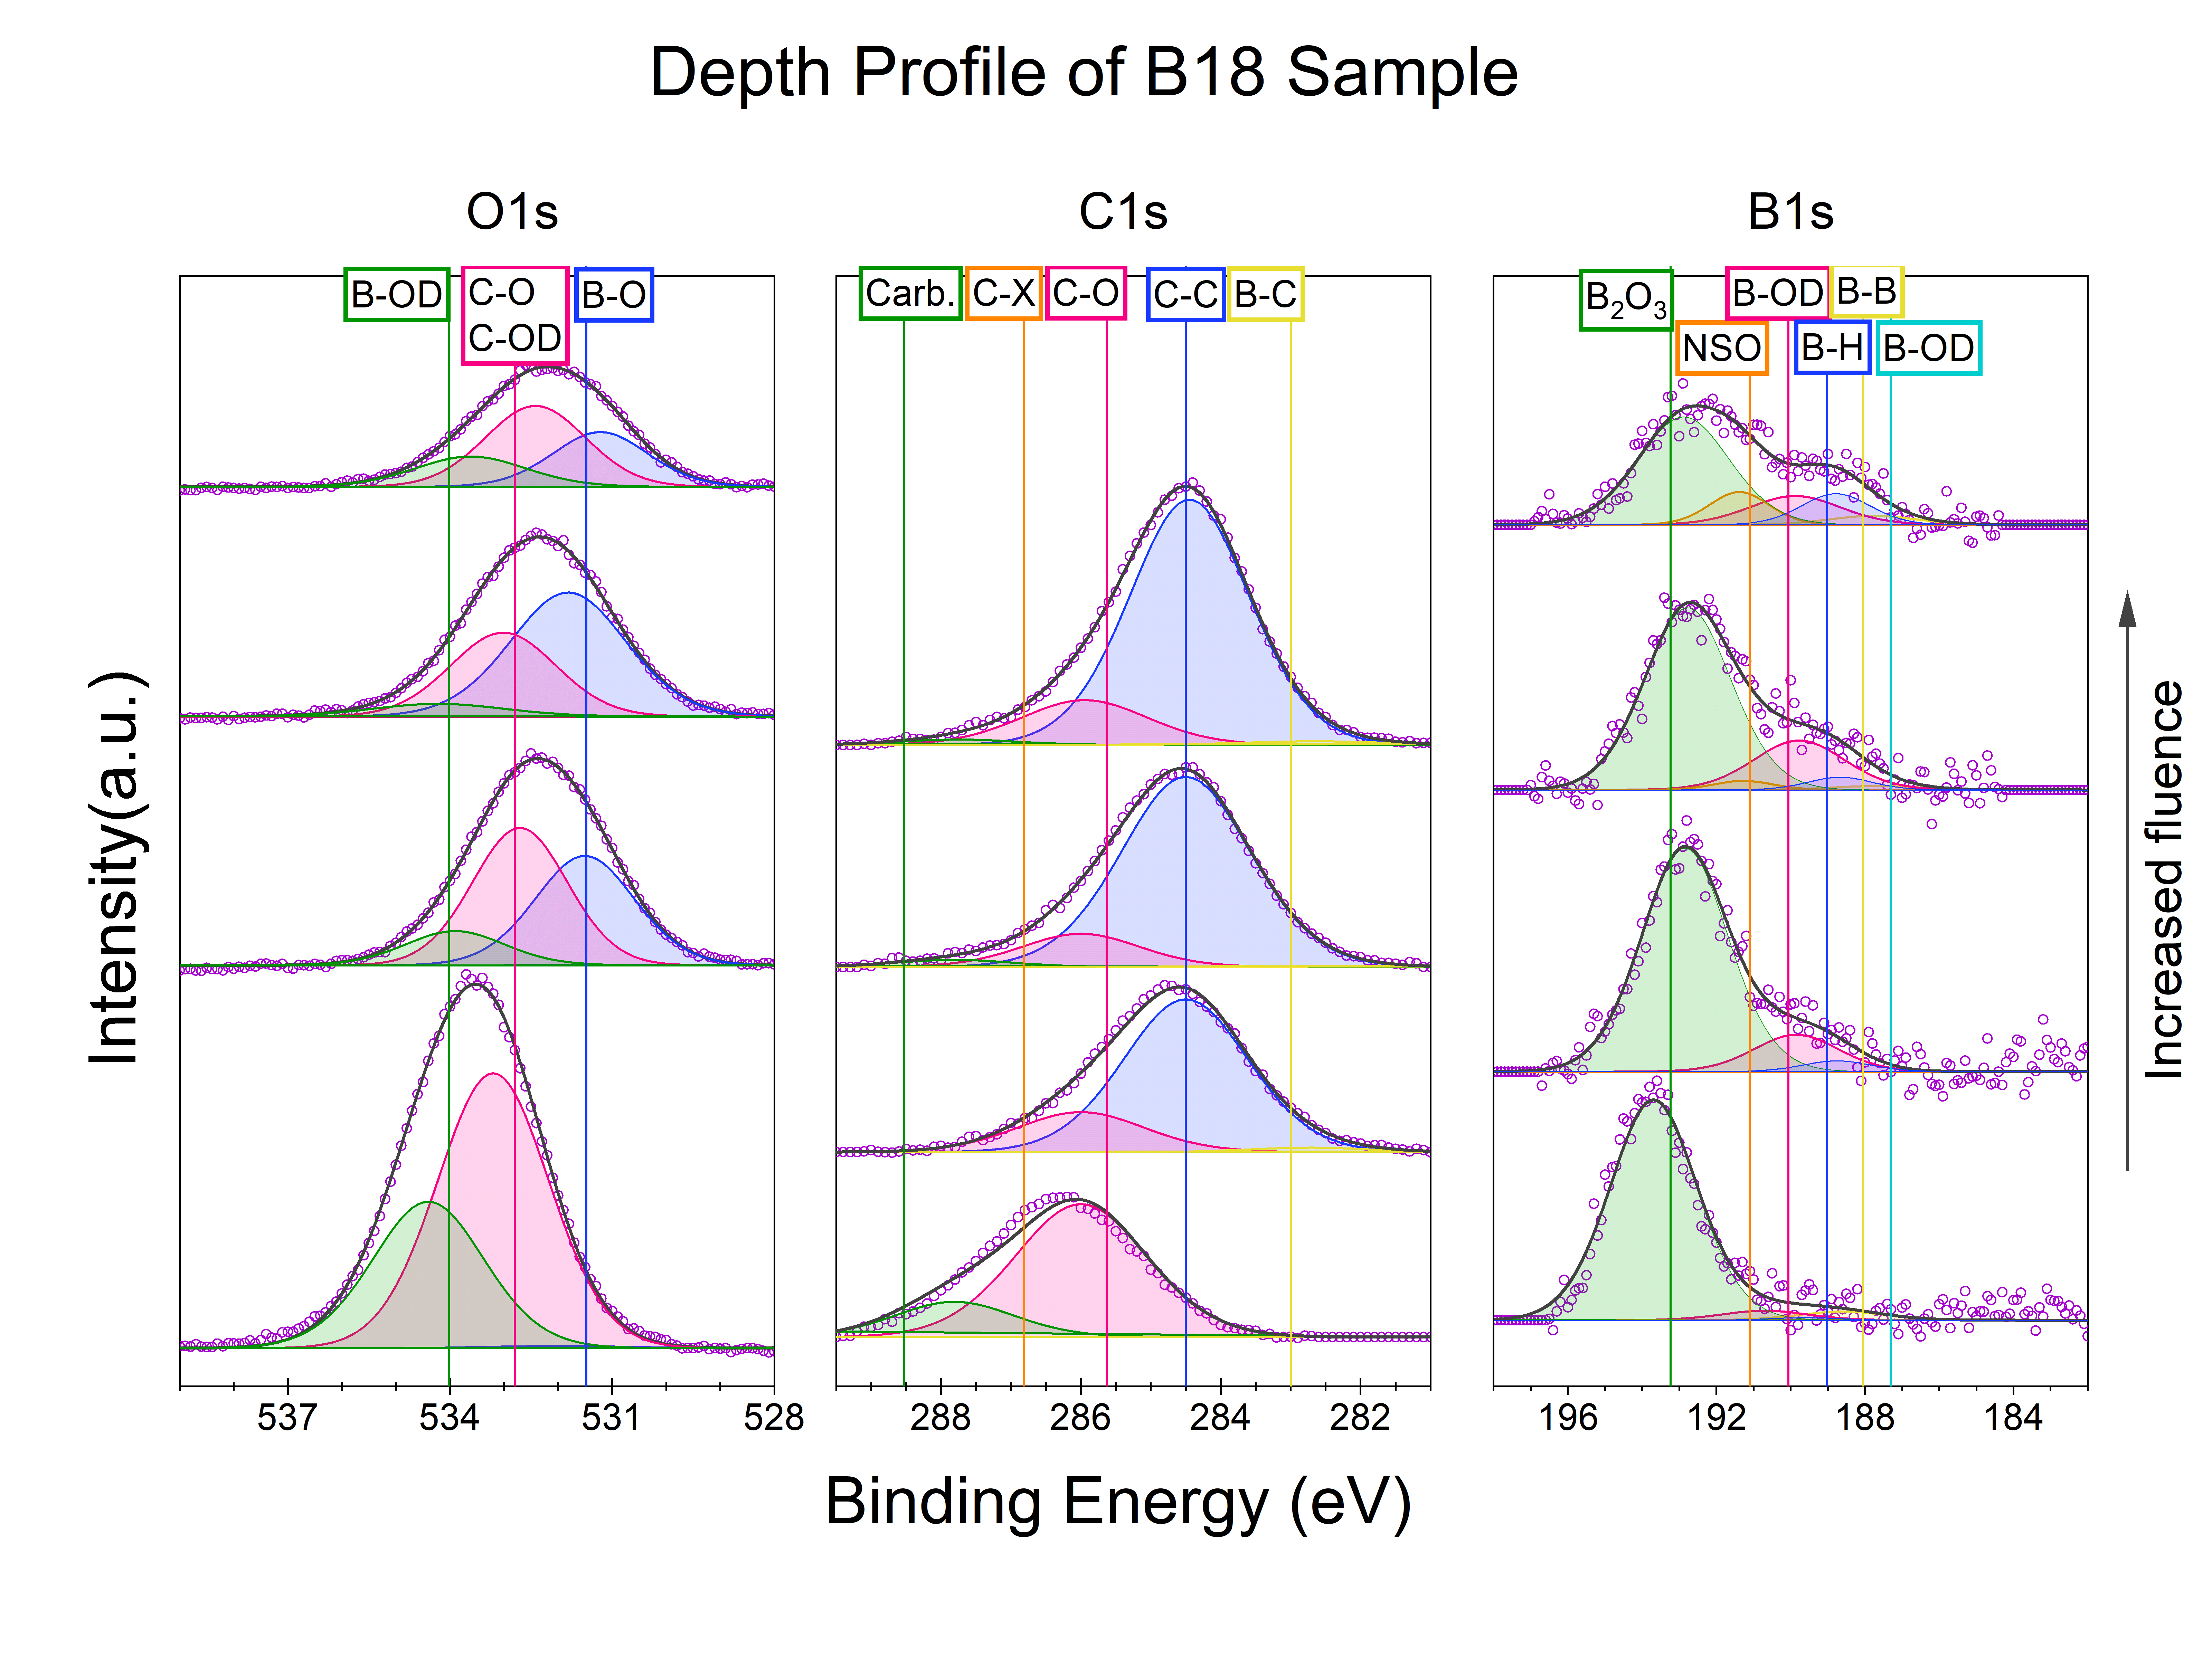 Depth Profile of B18 Sample
O1s
C1s
B1s
B-OD
C-O
C-OD
B-O
Carb.
C-X
C-O
C-C
B-C
B₂O₃
B-OD
B-B
NSO
B-H
B-OD
Intensity(a.u.)
Increased fluence
537 534 531 528
288 286 284 282
196 192 188 184
Binding Energy (eV)